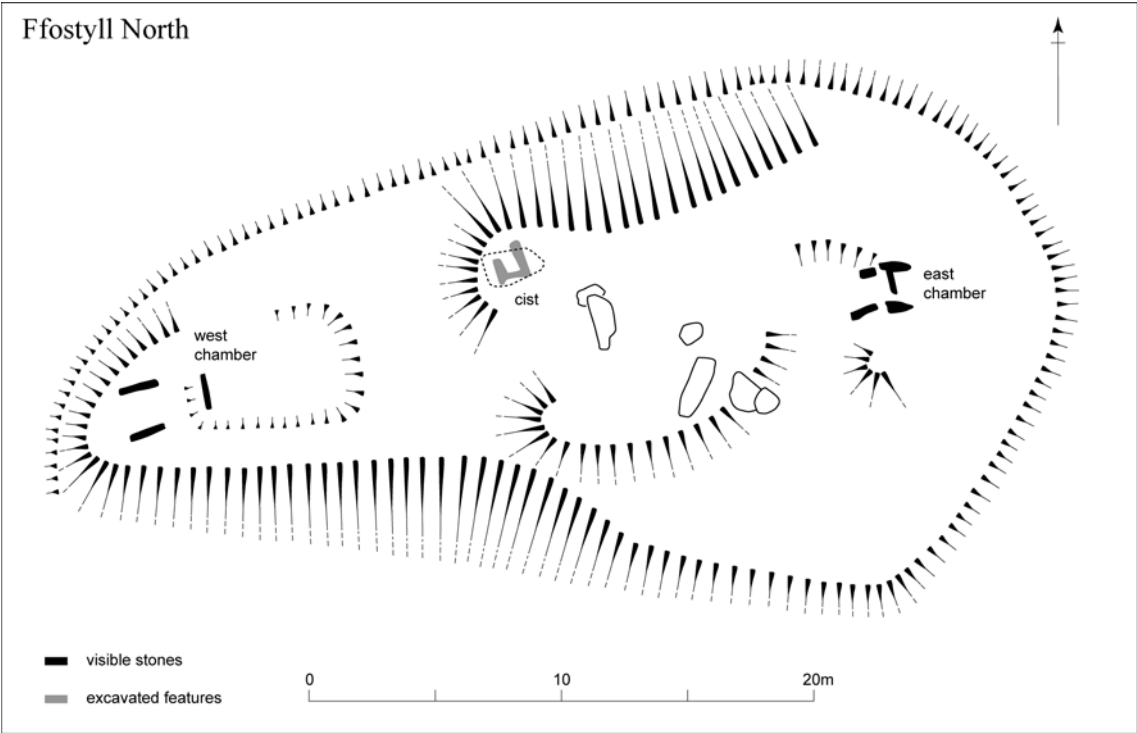 Ffostyll North
east
chamber
cist
west
chamber
visible stones
excavated features
0
10
20m